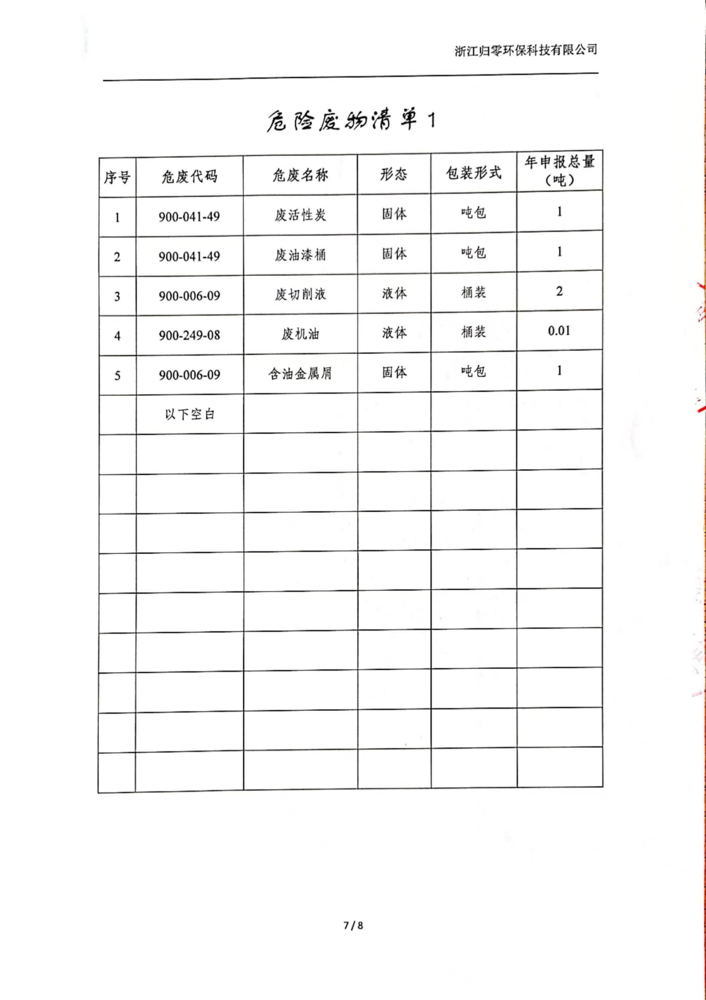 浙江归零环保科技有限公司
危险废物清单1
序号 危废代码 危废名称 形态 包装形式 年申报总量（吨）
1 900-041-49 废活性炭 固体 吨包 1
2 900-041-49 废油漆桶 固体 吨包 1
3 900-006-09 废切削液 液体 桶装 2
4 900-249-08 废机油 液体 桶装 0.01
5 900-006-09 含油金属屑 固体 吨包 1
以下空白
7 / 8